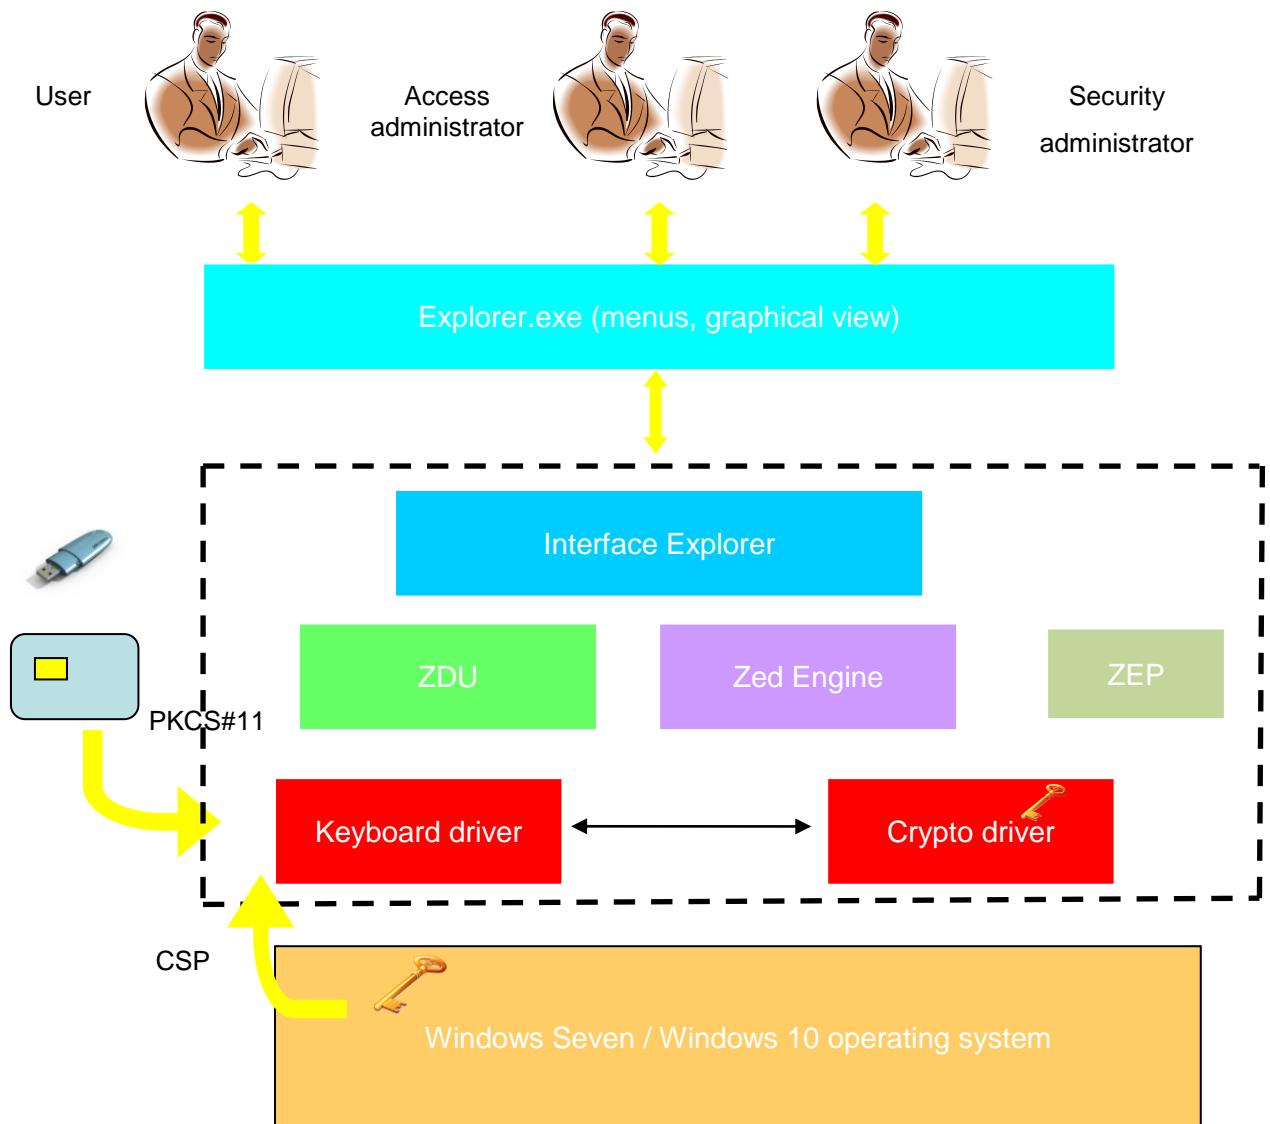 User
Access
administrator
Security
administrator
Explorer.exe (menus, graphical view)
Interface Explorer
ZDU
Zed Engine
ZEP
PKCS#11
Keyboard driver
Crypto driver
CSP
Windows Seven / Windows 10 operating system